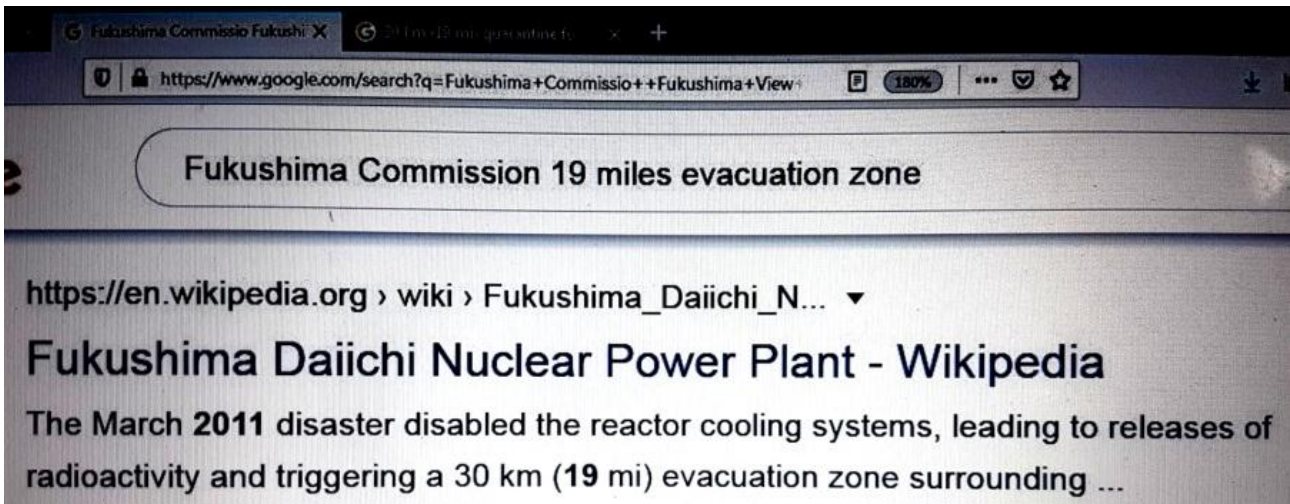 Fukushima Commissio Fukushi X
+
https://www.google.com/search?q=Fukushima+Commissio++Fukushima+View
180%
Fukushima Commission 19 miles evacuation zone
https://en.wikipedia.org › wiki › Fukushima_Daiichi_N... ▼
Fukushima Daiichi Nuclear Power Plant - Wikipedia
The March 2011 disaster disabled the reactor cooling systems, leading to releases of
radioactivity and triggering a 30 km (19 mi) evacuation zone surrounding ...